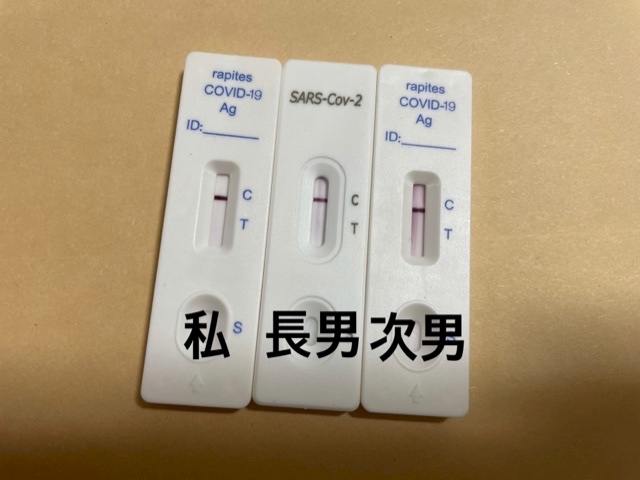 rapites
COVID-19
Ag
ID:
C
T
S
私
SARS-Cov-2
C
T
長男
rapites
COVID-19
Ag
ID:
C
T
次男